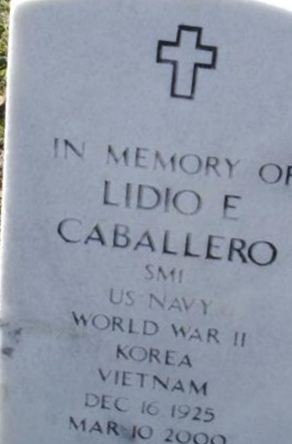 IN MEMORY OF
LIDIO E
CABALLERO
SM1
US NAVY
WORLD WAR II
KOREA
VIETNAM
DEC 16 1925
MAR 10 2000